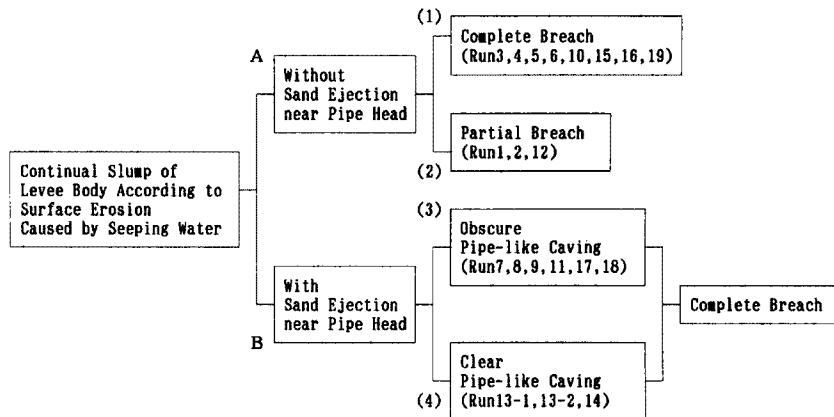 Continual Slump of
Levee Body According to
Surface Erosion
Caused by Seeping Water
A
Without
Sand Ejection
near Pipe Head
(1)
Complete Breach
(Run3,4,5,6,10,15,16,19)
Partial Breach
(Run1,2,12)
(2)
With
Sand Ejection
near Pipe Head
B
(3)
Obscure
Pipe-like Caving
(Run7,8,9,11,17,18)
Clear
Pipe-like Caving
(Run13-1,13-2,14)
(4)
Complete Breach